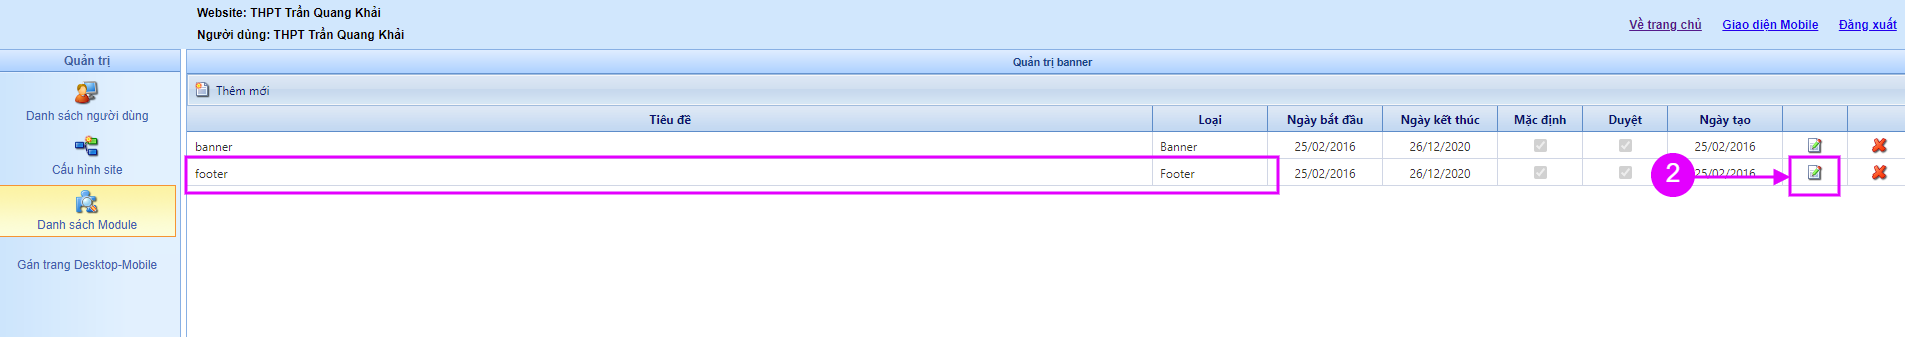 Website: THPT Trần Quang Khải
Người dùng: THPT Trần Quang Khải
Về trang chủ Giao diện Mobile Đăng xuất
Quản trị
Danh sách người dùng
Cấu hình site
Danh sách Module
Gán trang Desktop-Mobile
Quản trị banner
Thêm mới
Tiêu đề Loại Ngày bắt đầu Ngày kết thúc Mặc định Duyệt Ngày tạo
banner Banner 25/02/2016 26/12/2020 25/02/2016
footer Footer 25/02/2016 26/12/2020 2 25/02/2016